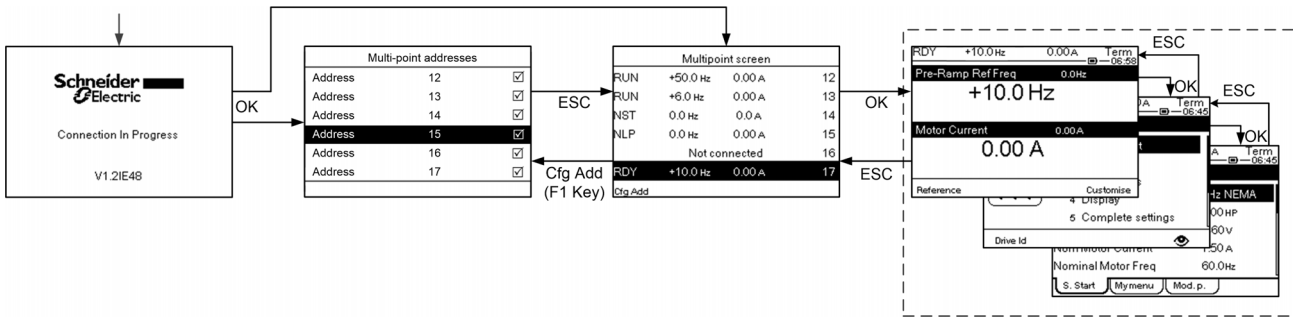 Schneider
Electric
Connection In Progress
V1.2IE48
OK
Multi-point addresses
Address 12
Address 13
Address 14
Address 15
Address 16
Address 17
ESC
Cfg Add
(F1 Key)
Multipoint screen
RUN +50.0 Hz 0.00 A 12
RUN +6.0 Hz 0.00 A 13
NST 0.0 Hz 0.0 A 14
NLP 0.0 Hz 0.00 A 15
Not connected 16
RDY +10.0 Hz 0.00 A 17
Cfg Add
OK
ESC
RDY +10.0 Hz 0.00 A Term
06:58
Pre-Ramp Ref Freq 0.0Hz
+10.0 Hz
Motor Current 0.00A
0.00 A
Reference Customise
ESC
OK
Term
06:45
4 Display
5 Complete settings
Drive Id
ESC
OK
A Term
06:45
Hz NEMA
HP
Nom Motor Current
.50 A
Nominal Motor Freq 60.0Hz
S. Start Mymenu Mod. p.